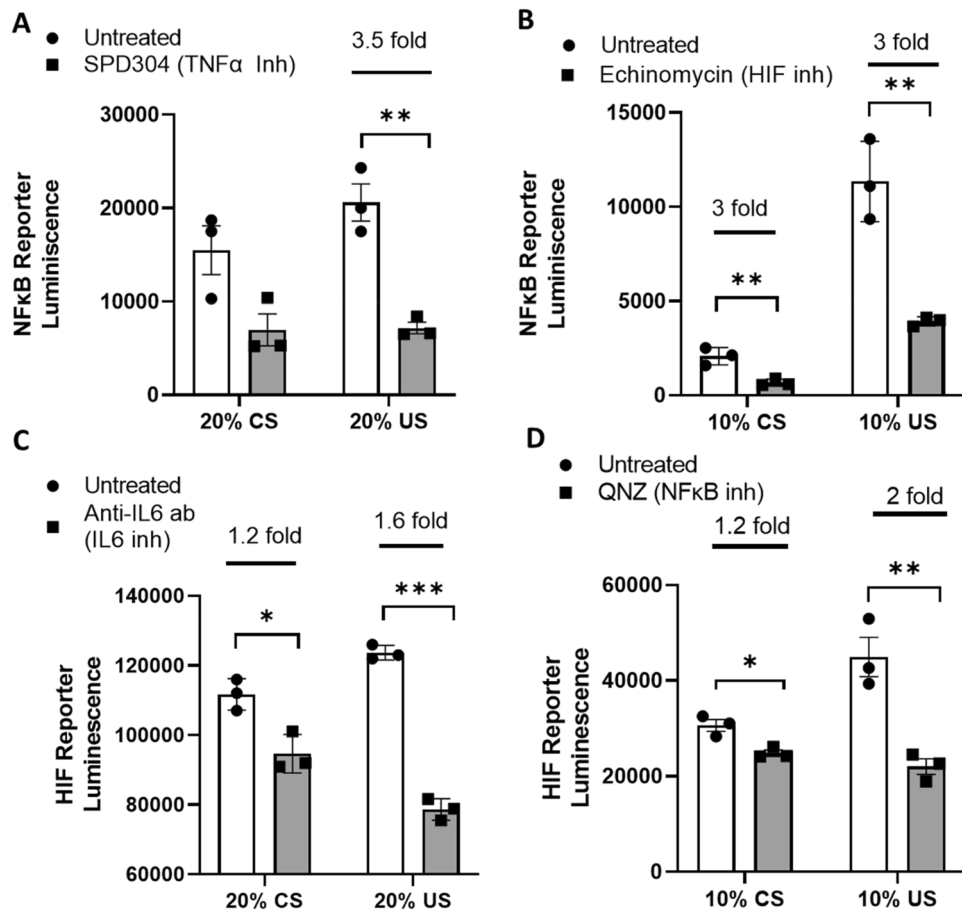 A
Untreated
SPD304 (TNFα Inh)
3.5 fold
**
30000
20000
10000
0
NFκB Reporter
Luminiscence
20% CS
20% US
B
Untreated
Echinomycin (HIF inh)
3 fold
**
3 fold
**
15000
10000
5000
0
NFκB Reporter
Luminiscence
10% CS
10% US
C
Untreated
Anti-IL6 ab
(IL6 inh)
1.2 fold
1.6 fold
*
***
140000
120000
100000
80000
60000
HIF Reporter
Luminescence
20% CS
20% US
D
Untreated
QNZ (NFκB inh)
1.2 fold
2 fold
*
**
60000
40000
20000
0
HIF Reporter
Luminescence
10% CS
10% US